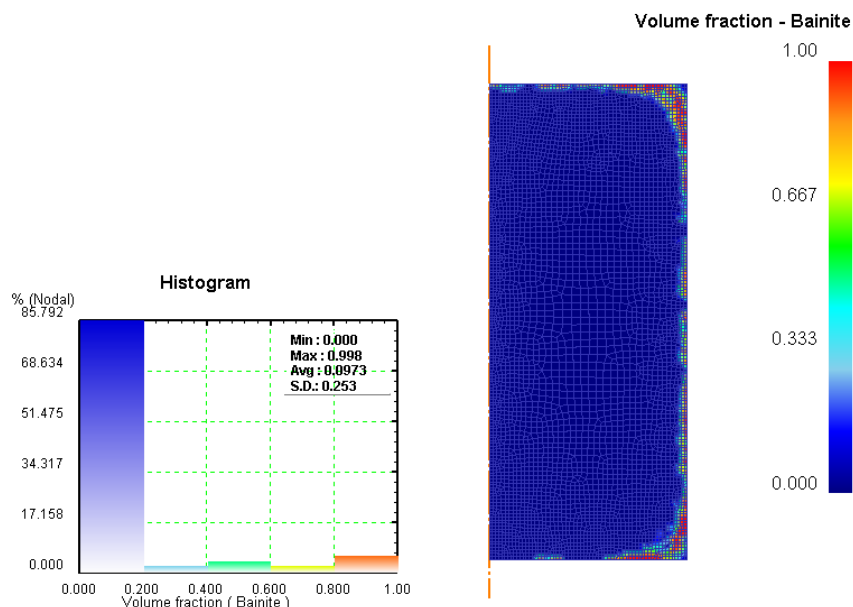 Volume fraction - Bainite
1.00
0.667
0.333
0.000
Histogram
% (Nodal)
85.792
68.634
51.475
34.317
17.158
0.000
Min : 0.000
Max : 0.998
Avg : 0.0973
S.D.: 0.253
0.000 0.200 0.400 0.600 0.800 1.00
Volume fraction ( Bainite )